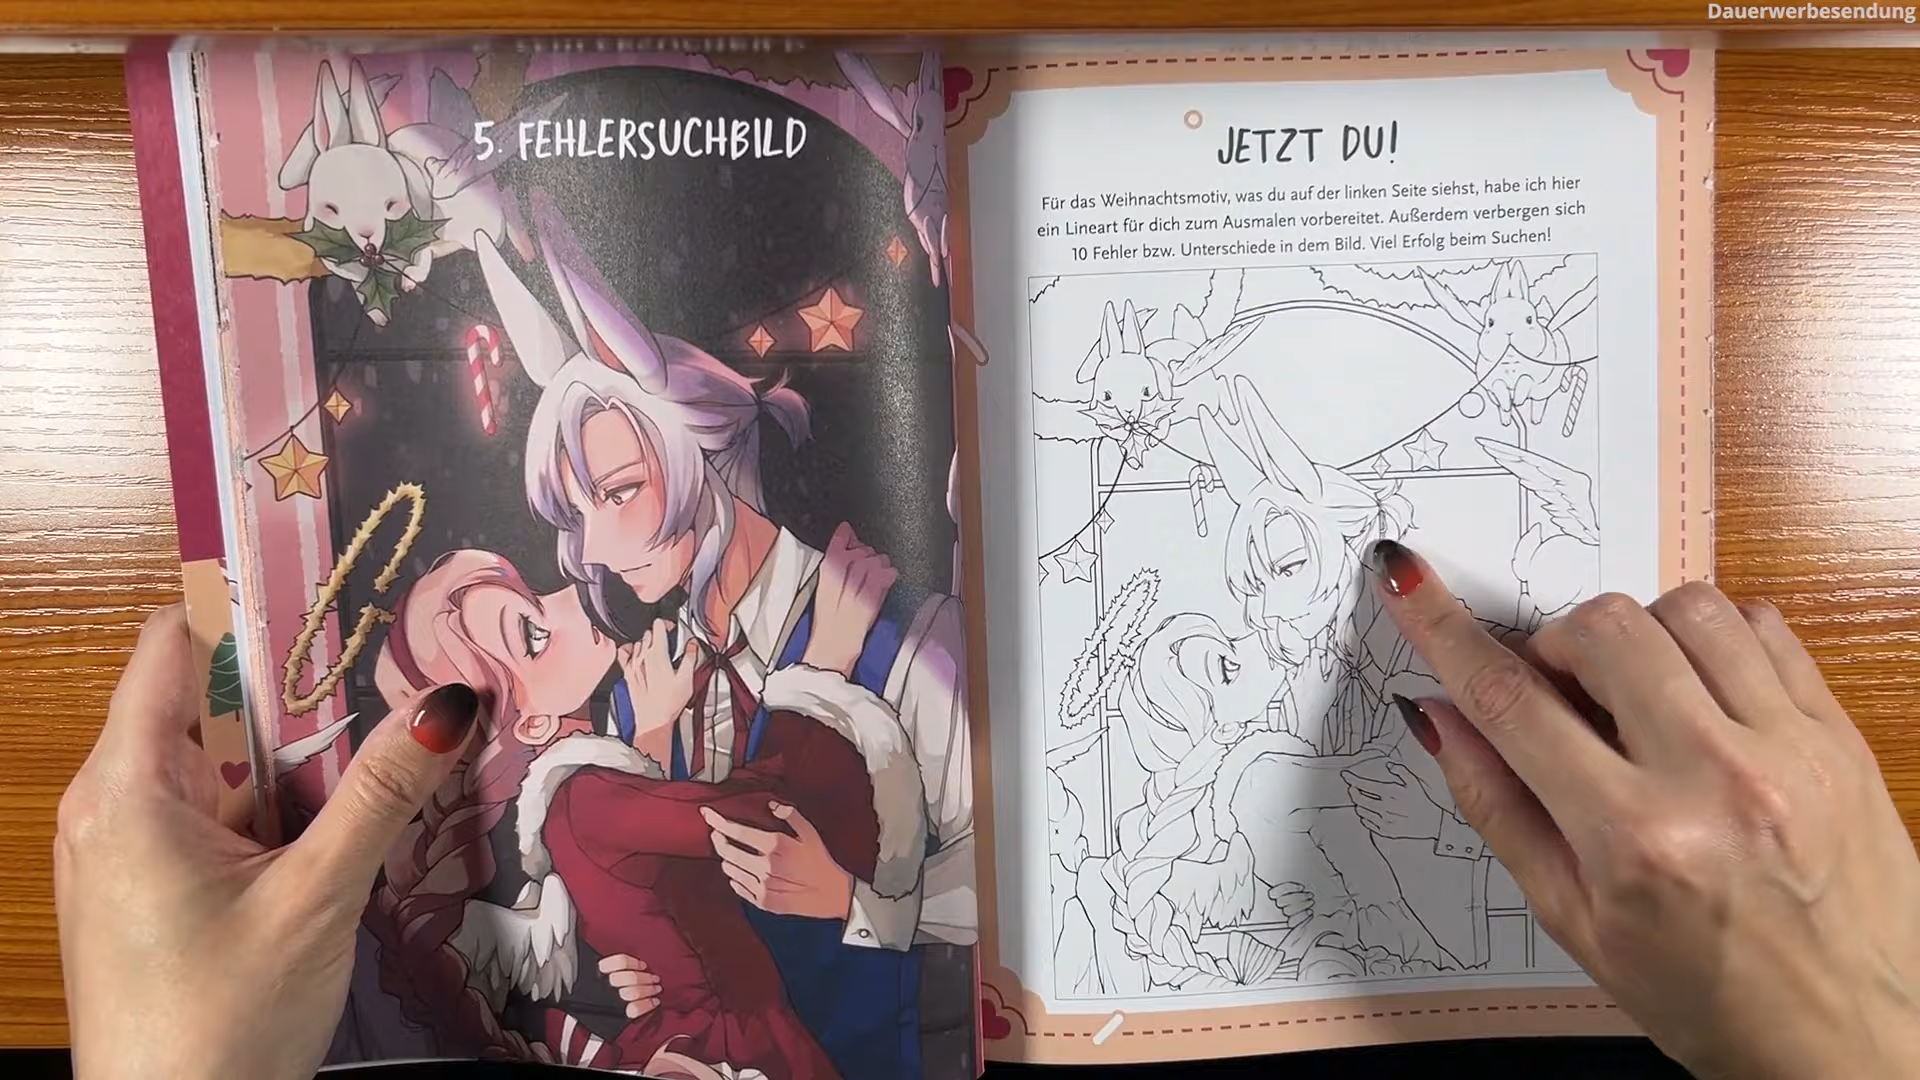 Dauerwerbesendung
5. FEHLERSUCHBILD
JETZT DU!
Für das Weihnachtsmotiv, was du auf der linken Seite siehst, habe ich hier
ein Lineart für dich zum Ausmalen vorbereitet. Außerdem verbergen sich
10 Fehler bzw. Unterschiede in dem Bild. Viel Erfolg beim Suchen!